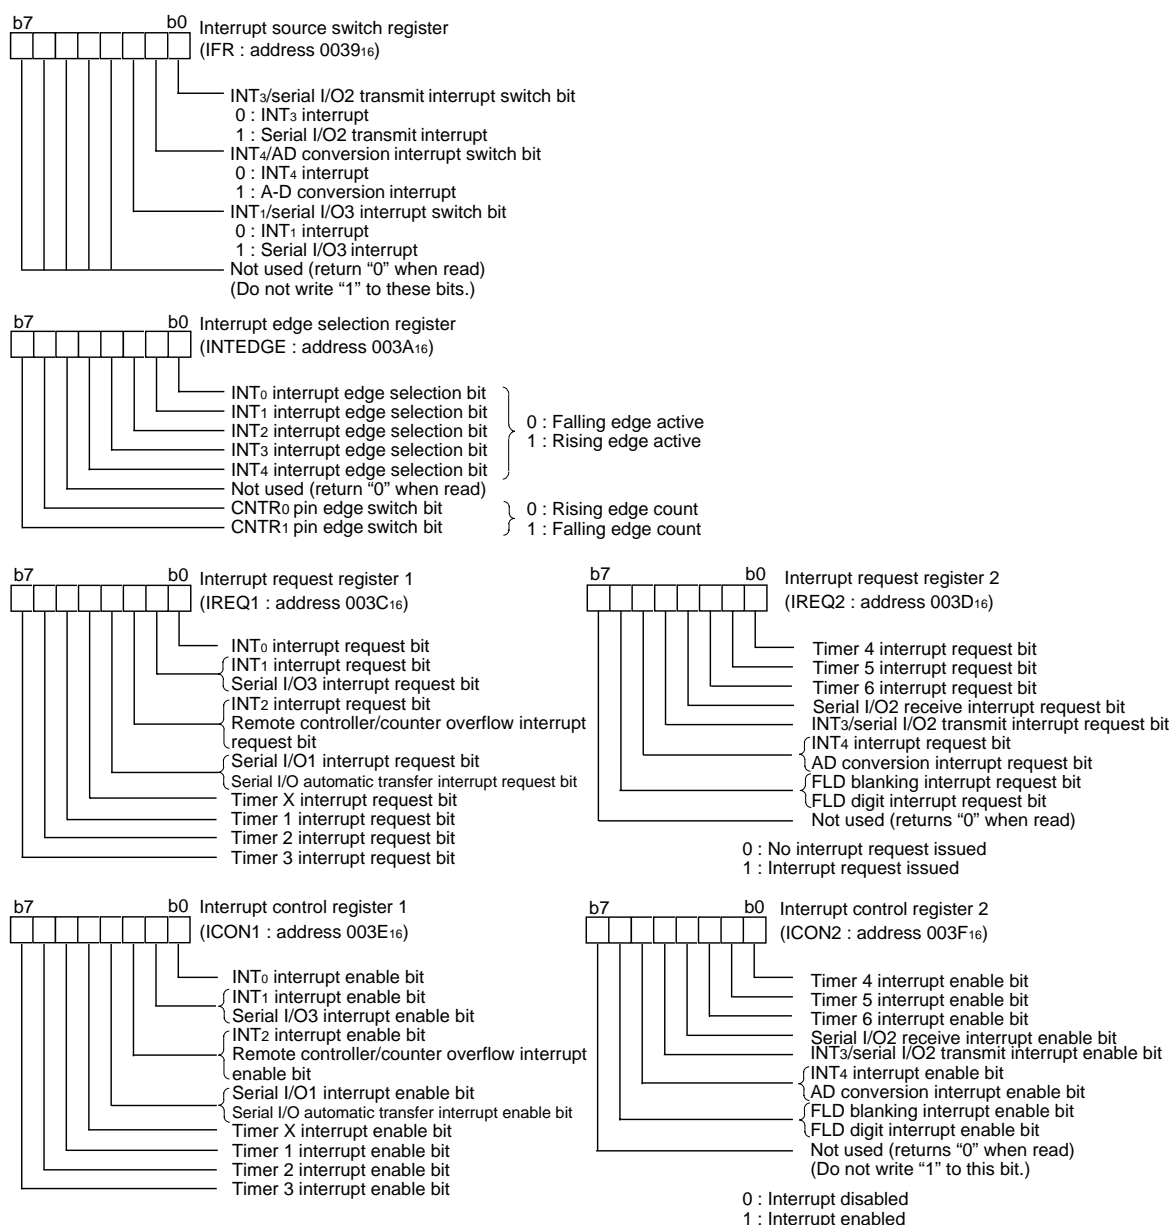 b7 b0 Interrupt source switch register
(IFR : address 003916)
INT3/serial I/O2 transmit interrupt switch bit
0 : INT3 interrupt
1 : Serial I/O2 transmit interrupt
INT4/AD conversion interrupt switch bit
0 : INT4 interrupt
1 : A-D conversion interrupt
INT1/serial I/O3 interrupt switch bit
0 : INT1 interrupt
1 : Serial I/O3 interrupt
Not used (return “0” when read)
(Do not write “1” to these bits.)
b7 b0 Interrupt edge selection register
(INTEDGE : address 003A16)
INT0 interrupt edge selection bit
INT1 interrupt edge selection bit
INT2 interrupt edge selection bit
INT3 interrupt edge selection bit
INT4 interrupt edge selection bit
0 : Falling edge active
1 : Rising edge active
Not used (return “0” when read)
CNTR0 pin edge switch bit
CNTR1 pin edge switch bit
0 : Rising edge count
1 : Falling edge count
b7 b0 Interrupt request register 1
(IREQ1 : address 003C16)
INT0 interrupt request bit
INT1 interrupt request bit
Serial I/O3 interrupt request bit
INT2 interrupt request bit
Remote controller/counter overflow interrupt
request bit
Serial I/O1 interrupt request bit
Serial I/O automatic transfer interrupt request bit
Timer X interrupt request bit
Timer 1 interrupt request bit
Timer 2 interrupt request bit
Timer 3 interrupt request bit
b7 b0 Interrupt request register 2
(IREQ2 : address 003D16)
Timer 4 interrupt request bit
Timer 5 interrupt request bit
Timer 6 interrupt request bit
Serial I/O2 receive interrupt request bit
INT3/serial I/O2 transmit interrupt request bit
INT4 interrupt request bit
AD conversion interrupt request bit
FLD blanking interrupt request bit
FLD digit interrupt request bit
Not used (returns “0” when read)
0 : No interrupt request issued
1 : Interrupt request issued
b7 b0 Interrupt control register 1
(ICON1 : address 003E16)
INT0 interrupt enable bit
INT1 interrupt enable bit
Serial I/O3 interrupt enable bit
INT2 interrupt enable bit
Remote controller/counter overflow interrupt
enable bit
Serial I/O1 interrupt enable bit
Serial I/O automatic transfer interrupt enable bit
Timer X interrupt enable bit
Timer 1 interrupt enable bit
Timer 2 interrupt enable bit
Timer 3 interrupt enable bit
b7 b0 Interrupt control register 2
(ICON2 : address 003F16)
Timer 4 interrupt enable bit
Timer 5 interrupt enable bit
Timer 6 interrupt enable bit
Serial I/O2 receive interrupt enable bit
INT3/serial I/O2 transmit interrupt enable bit
INT4 interrupt enable bit
AD conversion interrupt enable bit
FLD blanking interrupt enable bit
FLD digit interrupt enable bit
Not used (returns “0” when read)
(Do not write “1” to this bit.)
0 : Interrupt disabled
1 : Interrupt enabled